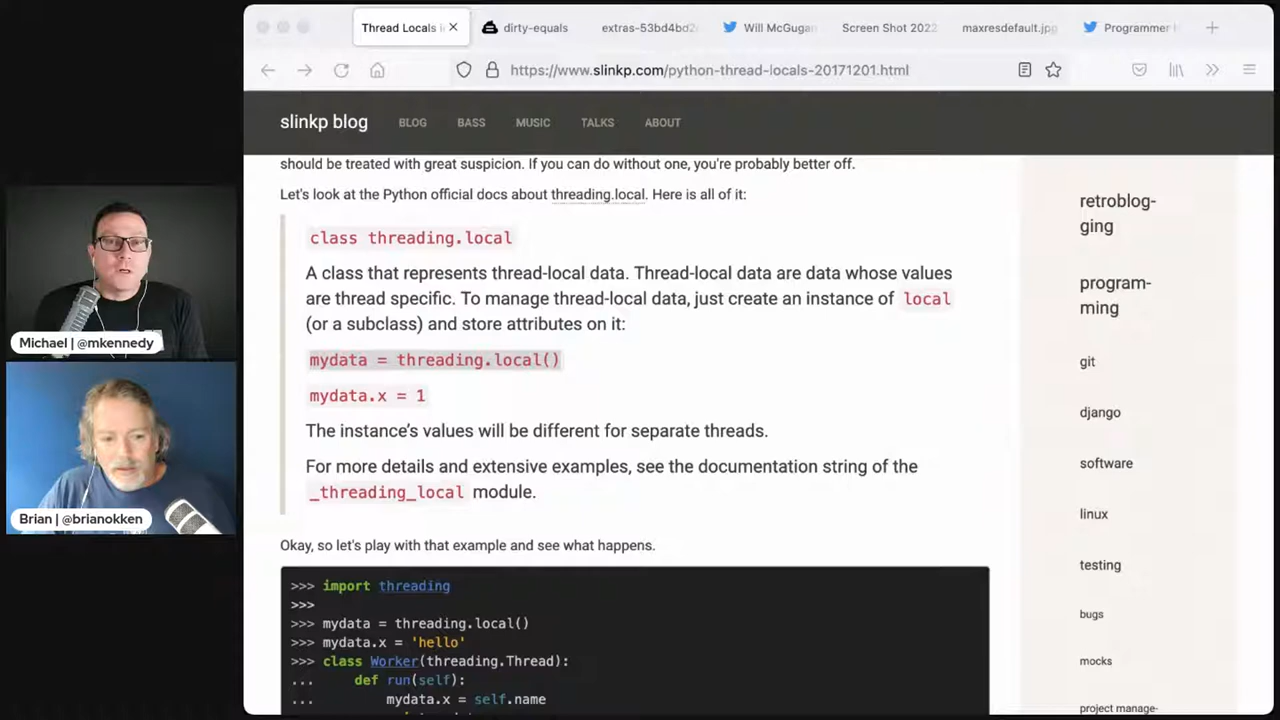 Thread Locals i
dirty-equals
extras-53bd4bd2
Will McGugan
Screen Shot 2022
maxresdefault.jpg
Programmer
https://www.slinkp.com/python-thread-locals-20171201.html
slinkp blog
BLOG
BASS
MUSIC
TALKS
ABOUT
should be treated with great suspicion. If you can do without one, you're probably better off.
Let's look at the Python official docs about threading.local. Here is all of it:
class threading.local
A class that represents thread-local data. Thread-local data are data whose values
are thread specific. To manage thread-local data, just create an instance of local
(or a subclass) and store attributes on it:
mydata = threading.local()
mydata.x = 1
The instance's values will be different for separate threads.
For more details and extensive examples, see the documentation string of the
_threading_local module.
Okay, so let's play with that example and see what happens.
>>> import threading
>>>
>>> mydata = threading.local()
>>> mydata.x = 'hello'
>>> class Worker(threading.Thread):
... def run(self):
... mydata.x = self.name
retroblog-
ging
program-
ming
git
django
software
linux
testing
bugs
mocks
project manage-
Michael | @mkennedy
Brian | @brianokken